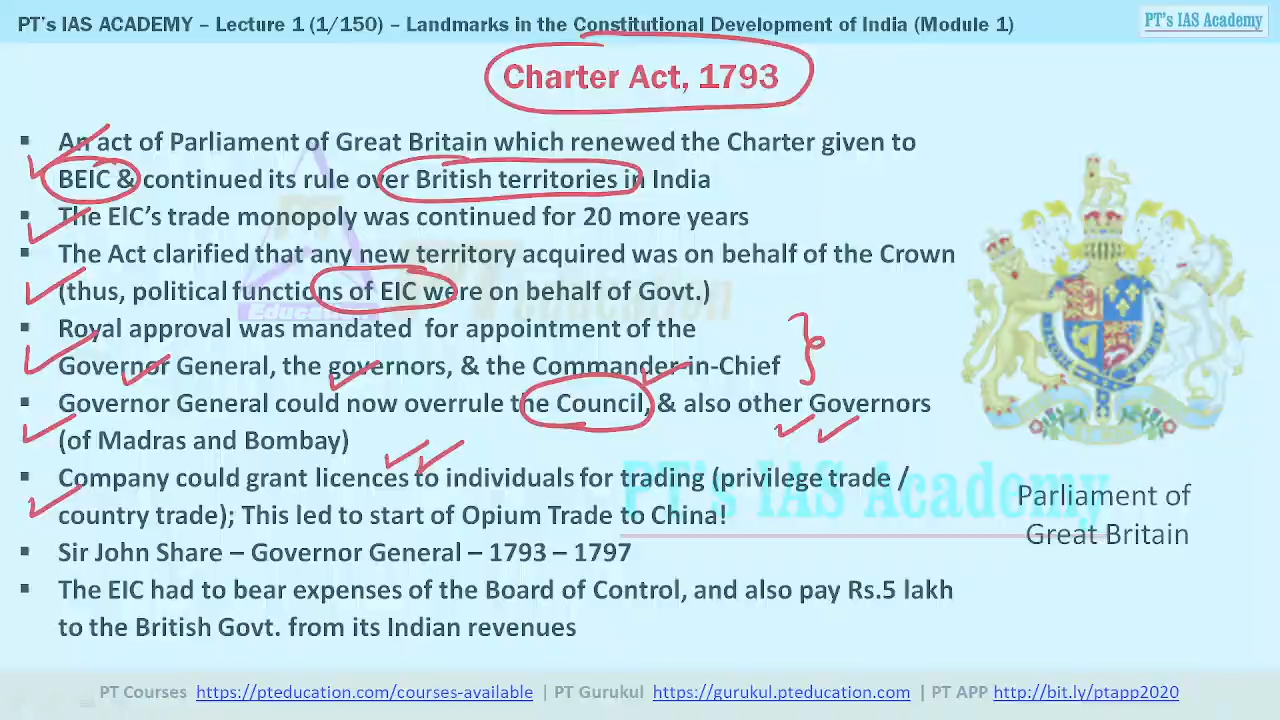 PT's IAS ACADEMY – Lecture 1 (1/150) – Landmarks in the Constitutional Development of India (Module 1)
PT's IAS Academy
Charter Act, 1793
▪ An act of Parliament of Great Britain which renewed the Charter given to
BEIC & continued its rule over British territories in India
▪ The EIC's trade monopoly was continued for 20 more years
▪ The Act clarified that any new territory acquired was on behalf of the Crown
(thus, political functions of EIC were on behalf of Govt.)
▪ Royal approval was mandated for appointment of the
Governor General, the governors, & the Commander-in-Chief
▪ Governor General could now overrule the Council, & also other Governors
(of Madras and Bombay)
▪ Company could grant licences to individuals for trading (privilege trade /
country trade); This led to start of Opium Trade to China!
▪ Sir John Share – Governor General – 1793 – 1797
▪ The EIC had to bear expenses of the Board of Control, and also pay Rs.5 lakh
to the British Govt. from its Indian revenues
Parliament of
Great Britain
PT's IAS Academy
PT Courses https://pteducation.com/courses-available | PT Gurukul https://gurukul.pteducation.com | PT APP http://bit.ly/ptapp2020